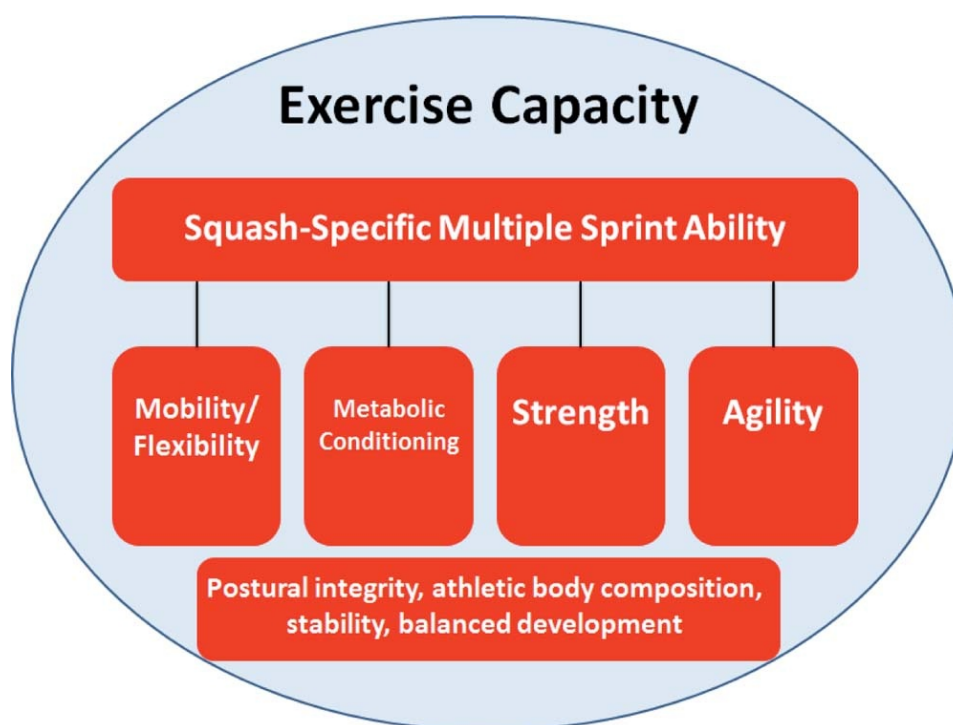 Exercise Capacity
Squash-Specific Multiple Sprint Ability
Mobility/
Flexibility
Metabolic
Conditioning
Strength
Agility
Postural integrity, athletic body composition,
stability, balanced development